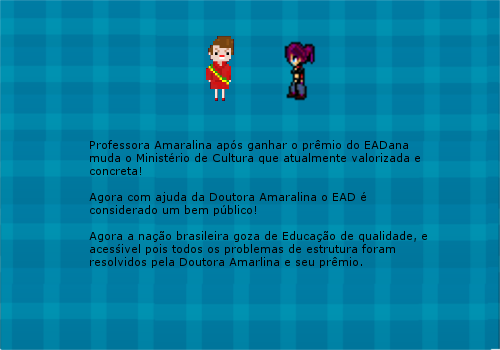 Professora Amaralina após ganhar o prêmio do EADana
muda o Ministério de Cultura que atualmente valorizada e
concreta!
Agora com ajuda da Doutora Amaralina o EAD é
considerado um bem público!
Agora a nação brasileira goza de Educação de qualidade, e
acesśivel pois todos os problemas de estrutura foram
resolvidos pela Doutora Amarlina e seu prêmio.